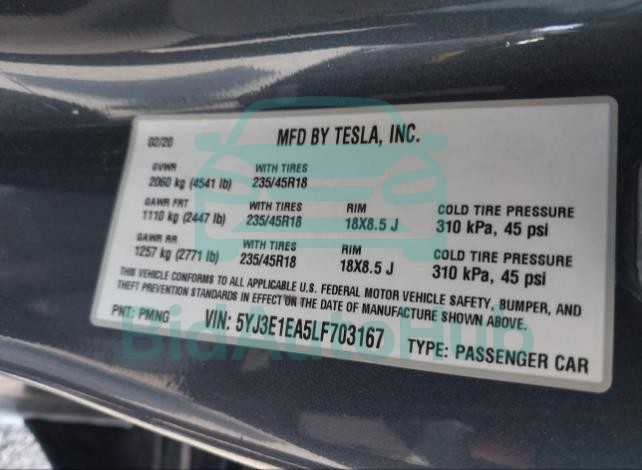 02/20 MFD BY TESLA, INC.
GVWR WITH TIRES
2060 kg (4541 lb) 235/45R18
GAWR FRT WITH TIRES RIM COLD TIRE PRESSURE
1110 kg (2447 lb) 235/45R18 18X8.5 J 310 kPa, 45 psi
GAWR RR WITH TIRES RIM COLD TIRE PRESSURE
1257 kg (2771 lb) 235/45R18 18X8.5 J 310 kPa, 45 psi
THIS VEHICLE CONFORMS TO ALL APPLICABLE U.S. FEDERAL MOTOR VEHICLE SAFETY, BUMPER, AND
THEFT PREVENTION STANDARDS IN EFFECT ON THE DATE OF MANUFACTURE SHOWN ABOVE.
PNT: PMNG VIN: 5YJ3E1EA5LF703167 TYPE: PASSENGER CAR
BidAutoHub